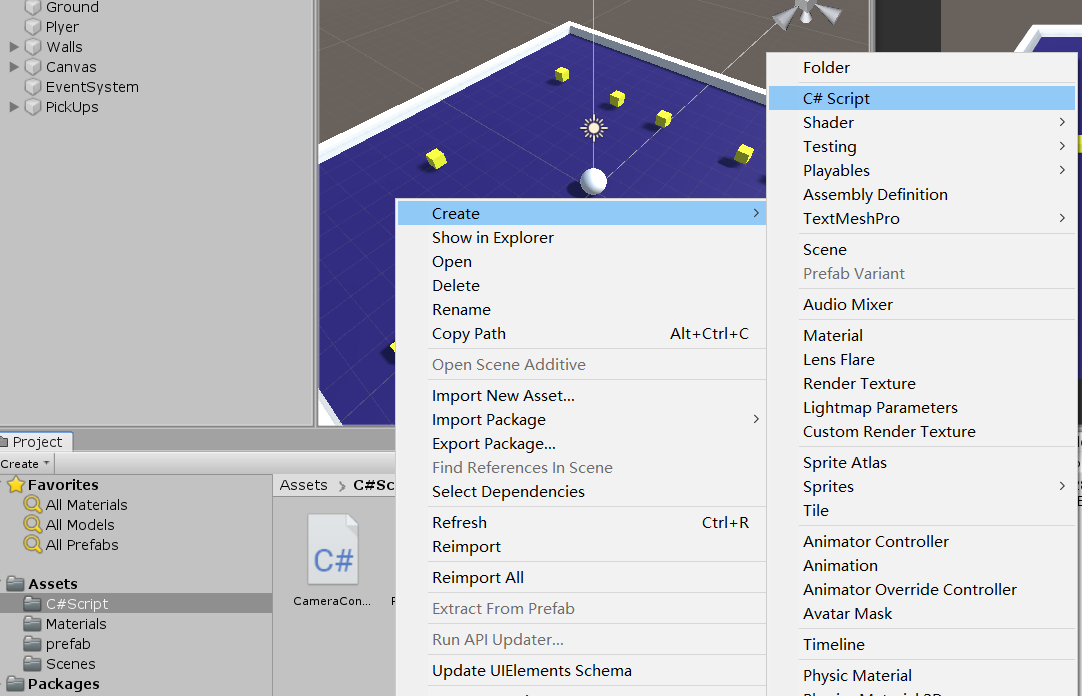 Ground
Plyer
Walls
Canvas
EventSystem
PickUps
Folder
C# Script
Shader
Testing
Playables
Assembly Definition
TextMeshPro
Scene
Prefab Variant
Audio Mixer
Material
Lens Flare
Render Texture
Lightmap Parameters
Custom Render Texture
Sprite Atlas
Sprites
Tile
Animator Controller
Animation
Animator Override Controller
Avatar Mask
Timeline
Physic Material
Create
Show in Explorer
Open
Delete
Rename
Copy Path Alt+Ctrl+C
Open Scene Additive
Import New Asset...
Import Package
Export Package...
Find References In Scene
Select Dependencies
Refresh Ctrl+R
Reimport
Reimport All
Extract From Prefab
Run API Updater...
Update UIElements Schema
Project
Create
Favorites
All Materials
All Models
All Prefabs
Assets
C#Script
Materials
prefab
Scenes
Packages
Assets > C#Sc
C#
CameraCon...